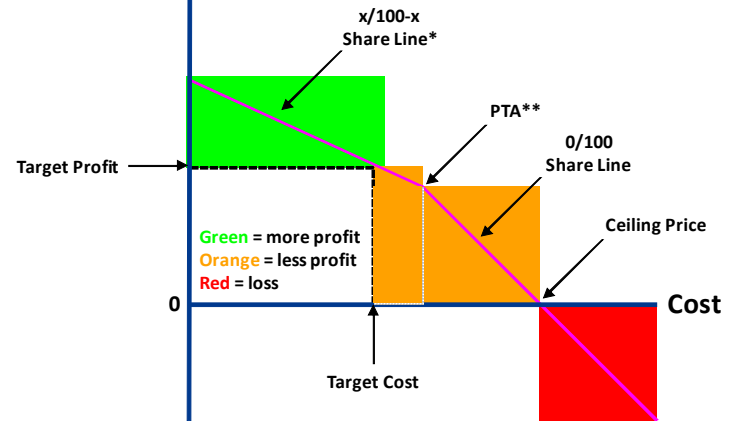 x/100-x
Share Line*
PTA**
0/100
Share Line
Target Profit
Ceiling Price
Green = more profit
Orange = less profit
Red = loss
0
Cost
Target Cost